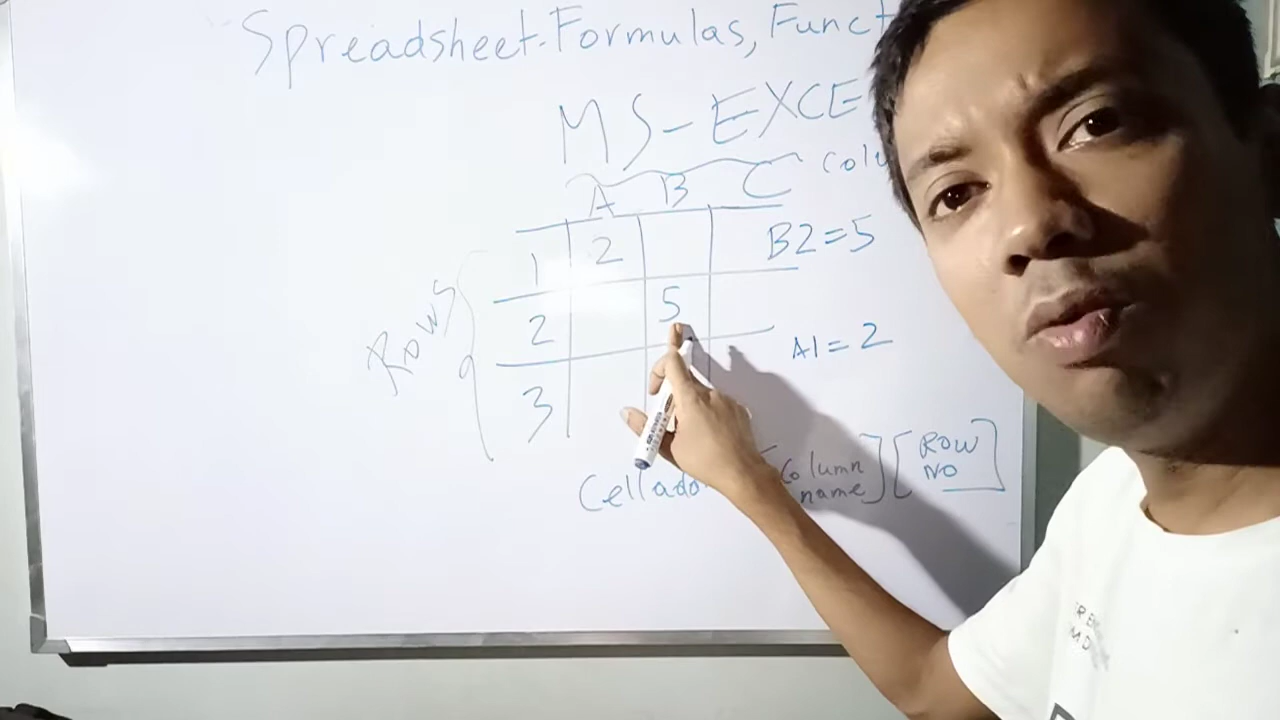 Spreadsheet-Formulas, Funct
MS-EXCE
A B C
1 2 B2=5
2 5
A1=2
3
Rows
Column
name
ROW
NO